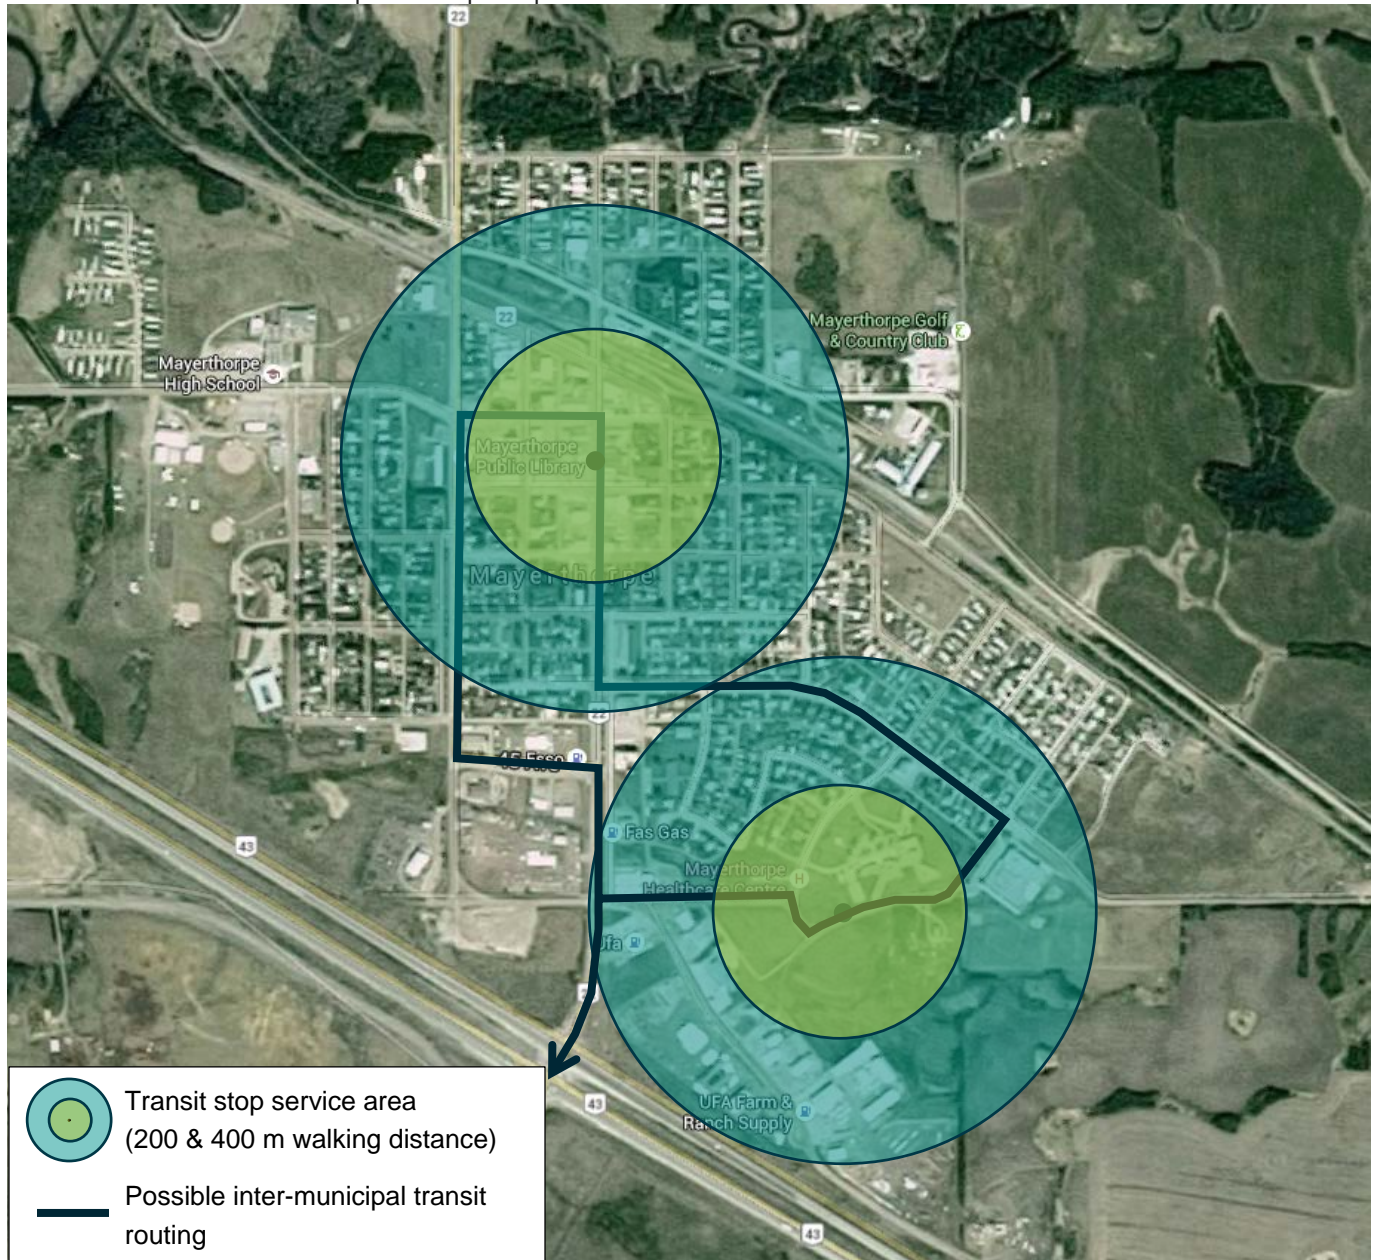 22
Mayerthorpe Golf
& Country Club
22
Mayerthorpe
High School
Mayerthorpe
Public Library
Mayerthorpe
22
Esso
Fas Gas
43
Mayerthorpe
Healthcare Centre
Ufa
UFA Farm &
Ranch Supply
43
43
Transit stop service area
(200 & 400 m walking distance)
Possible inter-municipal transit
routing